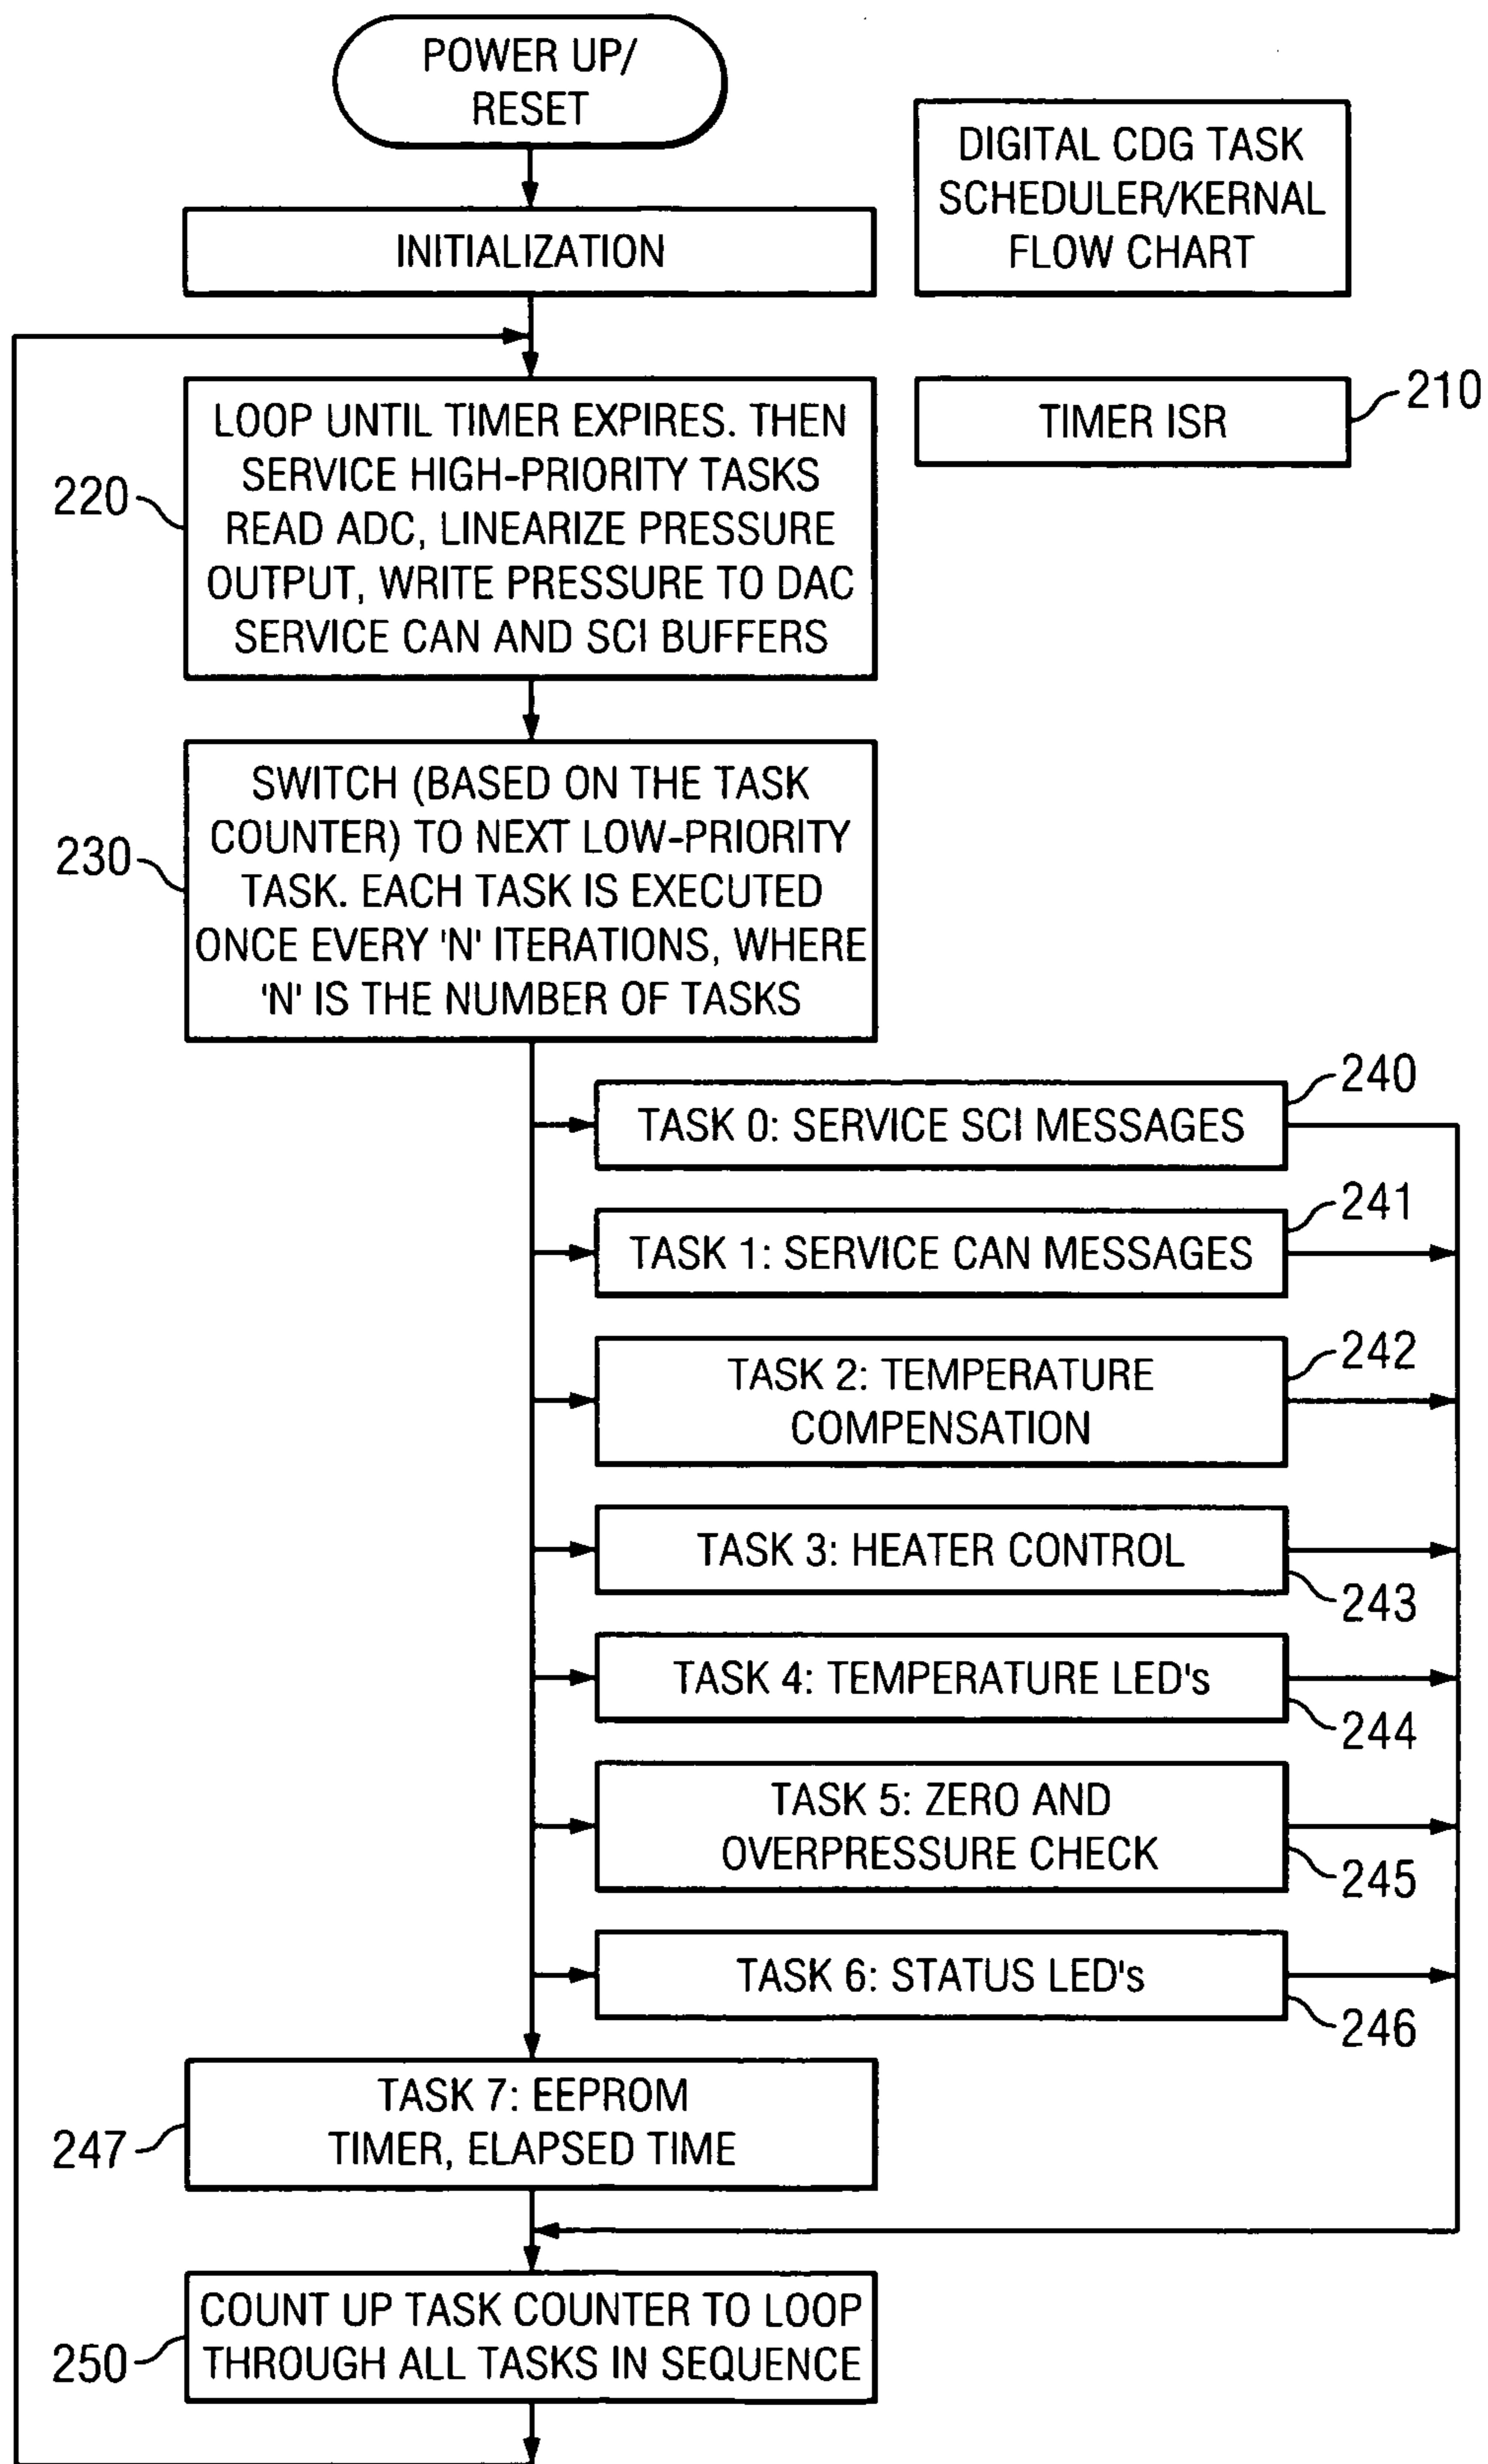 POWER UP/
RESET
DIGITAL CDG TASK
SCHEDULER/KERNAL
FLOW CHART
INITIALIZATION
TIMER ISR
210
LOOP UNTIL TIMER EXPIRES. THEN
SERVICE HIGH-PRIORITY TASKS
READ ADC, LINEARIZE PRESSURE
OUTPUT, WRITE PRESSURE TO DAC
SERVICE CAN AND SCI BUFFERS
220
SWITCH (BASED ON THE TASK
COUNTER) TO NEXT LOW-PRIORITY
TASK. EACH TASK IS EXECUTED
ONCE EVERY 'N' ITERATIONS, WHERE
'N' IS THE NUMBER OF TASKS
230
TASK 0: SERVICE SCI MESSAGES
240
TASK 1: SERVICE CAN MESSAGES
241
TASK 2: TEMPERATURE
COMPENSATION
242
TASK 3: HEATER CONTROL
243
TASK 4: TEMPERATURE LED's
244
TASK 5: ZERO AND
OVERPRESSURE CHECK
245
TASK 6: STATUS LED's
246
TASK 7: EEPROM
TIMER, ELAPSED TIME
247
COUNT UP TASK COUNTER TO LOOP
THROUGH ALL TASKS IN SEQUENCE
250